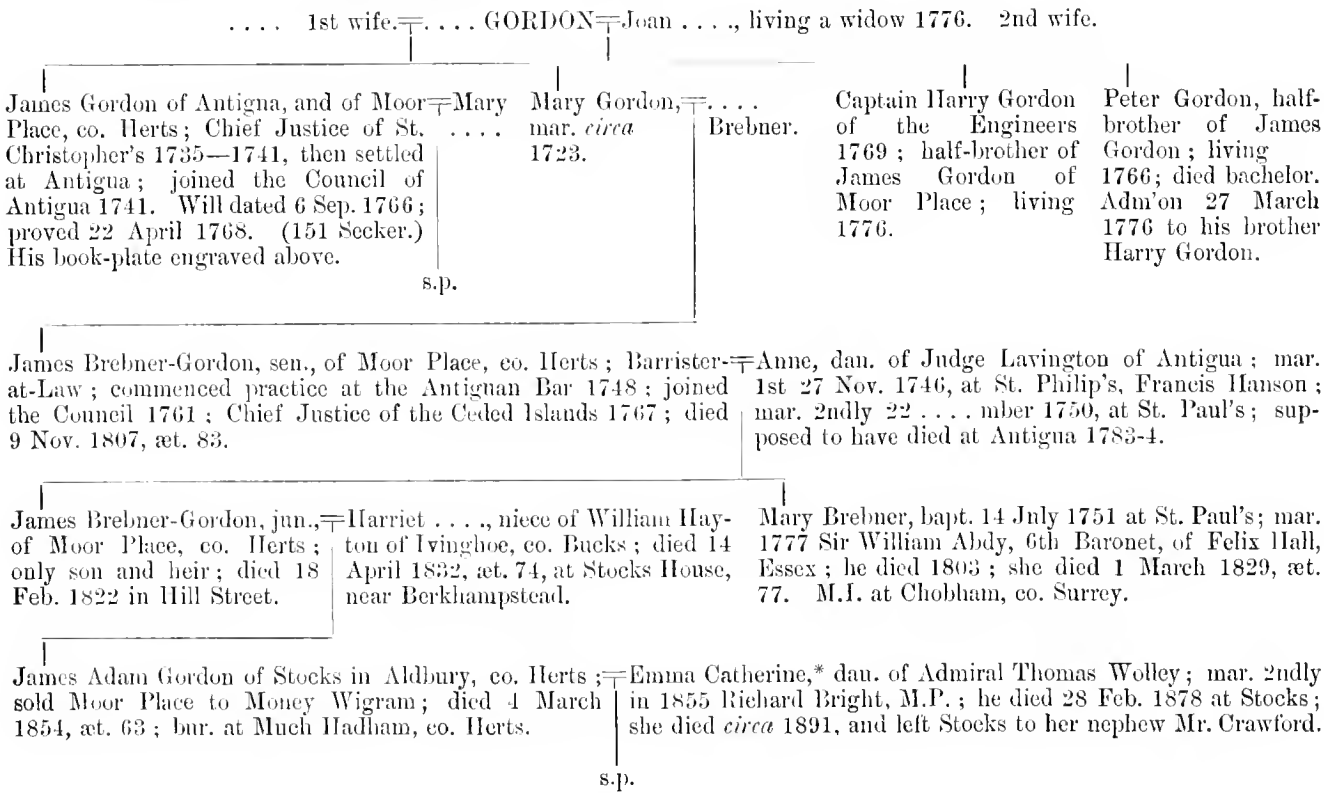 .... 1st wife.=.... GORDON=Joan ...., living a widow 1776. 2nd wife.
James Gordon of Antigua, and of Moor=Mary
Place, co. Herts; Chief Justice of St. ....
Christopher's 1735—1741, then settled
at Antigua; joined the Council of
Antigua 1741. Will dated 6 Sep. 1766;
proved 22 April 1768. (151 Secker.)
His book-plate engraved above.
s.p.
Mary Gordon,=....
mar. circa Brebner.
1723.
Captain Harry Gordon
of the Engineers
1769; half-brother of
James Gordon of
Moor Place; living
1776.
Peter Gordon, half-
brother of James
Gordon; living
1766; died bachelor.
Adm'on 27 March
1776 to his brother
Harry Gordon.
James Brebner-Gordon, sen., of Moor Place, co. Herts; Barrister-=
at-Law; commenced practice at the Antiguan Bar 1748; joined
the Council 1761; Chief Justice of the Ceded Islands 1767; died
9 Nov. 1807, æt. 83.
Anne, dau. of Judge Lavington of Antigua; mar.
1st 27 Nov. 1746, at St. Philip's, Francis Hanson;
mar. 2ndly 22 .... mber 1750, at St. Paul's; sup-
posed to have died at Antigua 1783-4.
James Brebner-Gordon, jun.,=
of Moor Place, co. Herts;
only son and heir; died 18
Feb. 1822 in Hill Street.
Harriet ...., niece of William Hay-
ton of Ivinghoe, co. Bucks; died 14
April 1832, æt. 74, at Stocks House,
near Berkhampstead.
Mary Brebner, bapt. 14 July 1751 at St. Paul's; mar.
1777 Sir William Abdy, 6th Baronet, of Felix Hall,
Essex; he died 1803; she died 1 March 1829, æt.
77. M.I. at Chobham, co. Surrey.
James Adam Gordon of Stocks in Aldbury, co. Herts;=
sold Moor Place to Money Wigram; died 4 March
1854, æt. 63; bur. at Much Hadham, co. Herts.
Emma Catherine,* dau. of Admiral Thomas Wolley; mar. 2ndly
in 1855 Richard Bright, M.P.; he died 28 Feb. 1878 at Stocks;
she died circa 1891, and left Stocks to her nephew Mr. Crawford.
s.p.